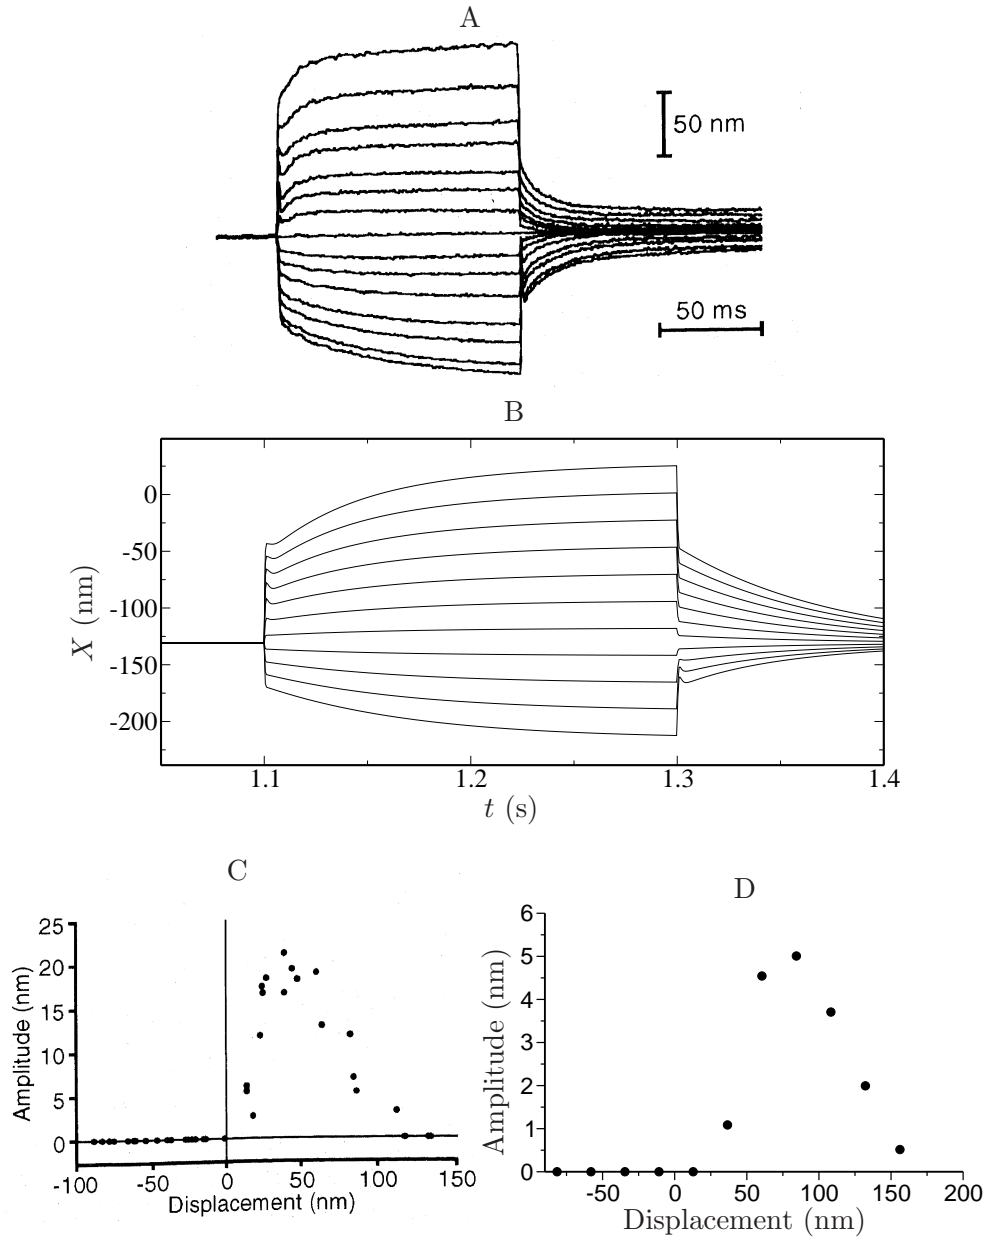 A
50 nm
50 ms
B
0
-50
-100
-150
-200
X (nm)
1.1 1.2 1.3 1.4
t (s)
C
25
20
15
10
5
0
Amplitude (nm)
-100 -50 0 50 100 150
Displacement (nm)
D
6
5
4
3
2
1
0
Amplitude (nm)
-50 0 50 100 150 200
Displacement (nm)